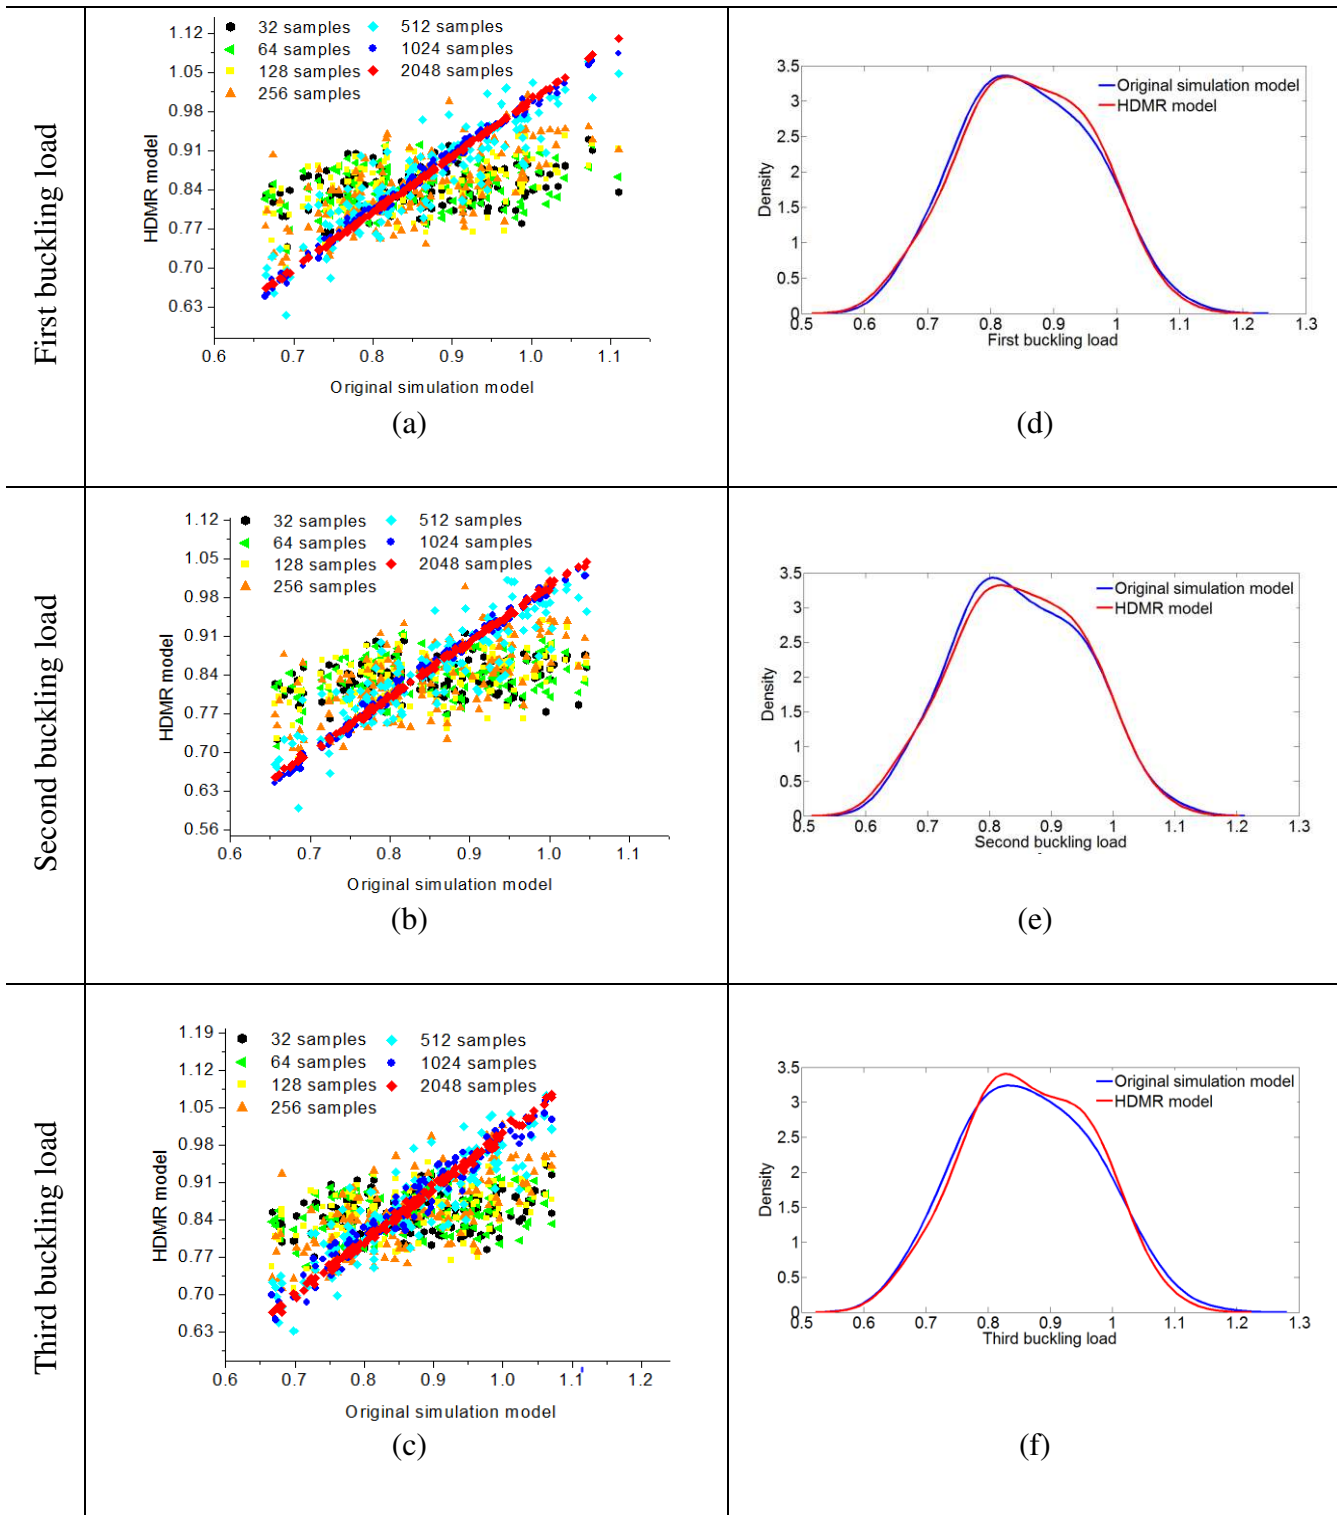 First buckling load
1.12
1.05
0.98
0.91
0.84
0.77
0.70
0.63
HDMR model
32 samples
64 samples
128 samples
256 samples
512 samples
1024 samples
2048 samples
0.6 0.7 0.8 0.9 1.0 1.1
Original simulation model
(a)
3.5
3
2.5
2
1.5
1
0.5
0
Density
Original simulation model
HDMR model
0.5 0.6 0.7 0.8 0.9 1 1.1 1.2 1.3
First buckling load
(d)
Second buckling load
1.12
1.05
0.98
0.91
0.84
0.77
0.70
0.63
0.56
HDMR model
32 samples
64 samples
128 samples
256 samples
512 samples
1024 samples
2048 samples
0.6 0.7 0.8 0.9 1.0 1.1
Original simulation model
(b)
3.5
3
2.5
2
1.5
1
0.5
0
Density
Original simulation model
HDMR model
0.5 0.6 0.7 0.8 0.9 1 1.1 1.2 1.3
Second buckling load
(e)
Third buckling load
1.19
1.12
1.05
0.98
0.91
0.84
0.77
0.70
0.63
HDMR model
32 samples
64 samples
128 samples
256 samples
512 samples
1024 samples
2048 samples
0.6 0.7 0.8 0.9 1.0 1.1 1.2
Original simulation model
(c)
3.5
3
2.5
2
1.5
1
0.5
0
Density
Original simulation model
HDMR model
0.5 0.6 0.7 0.8 0.9 1 1.1 1.2 1.3
Third buckling load
(f)